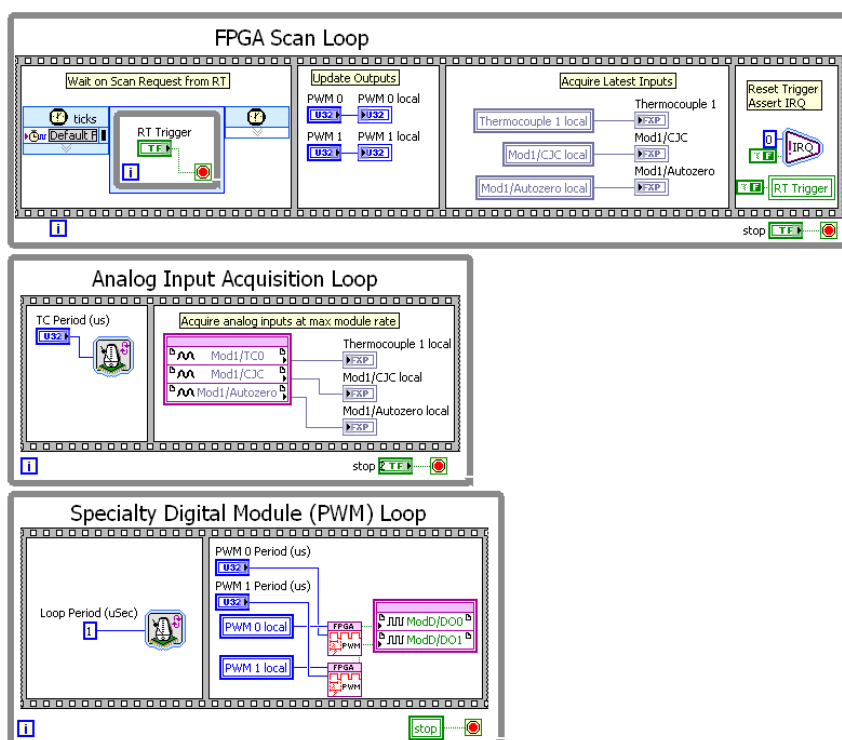 FPGA Scan Loop
Wait on Scan Request from RT
ticks
Default F
RT Trigger
TF
i
Update Outputs
PWM 0 PWM 0 local
U32 U32
PWM 1 PWM 1 local
U32 U32
Acquire Latest Inputs
Thermocouple 1
Thermocouple 1 local
FXP
Mod1/CJC
Mod1/CJC local
FXP
Mod1/Autozero
Mod1/Autozero local
FXP
Reset Trigger
Assert IRQ
0
IRQ
F
F RT Trigger
i
stop TF
Analog Input Acquisition Loop
TC Period (us)
U32
Acquire analog inputs at max module rate
Mod1/TC0
Mod1/CJC
Mod1/Autozero
Thermocouple 1 local
FXP
Mod1/CJC local
FXP
Mod1/Autozero local
FXP
i
stop 2 TF
Specialty Digital Module (PWM) Loop
Loop Period (uSec)
1
PWM 0 Period (us)
U32
PWM 1 Period (us)
U32
PWM 0 local
FPGA
PWM
PWM 1 local
FPGA
PWM
ModD/DO0
ModD/DO1
i
stop